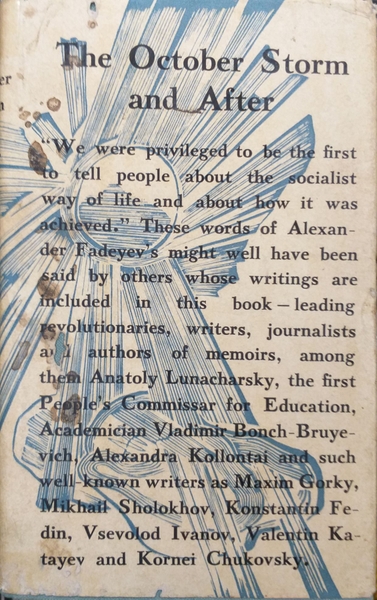 The October Storm
and After
"We were privileged to be the first
to tell people about the socialist
way of life and about how it was
achieved." These words of Alexan-
der Fadeyev's might well have been
said by others whose writings are
included in this book – leading
revolutionaries, writers, journalists
and authors of memoirs, among
them Anatoly Lunacharsky, the first
People's Commissar for Education,
Academician Vladimir Bonch-Bruye-
vich, Alexandra Kollontai and such
well-known writers as Maxim Gorky,
Mikhail Sholokhov, Konstantin Fe-
din, Vsevolod Ivanov, Valentin Ka-
tayev and Kornei Chukovsky.